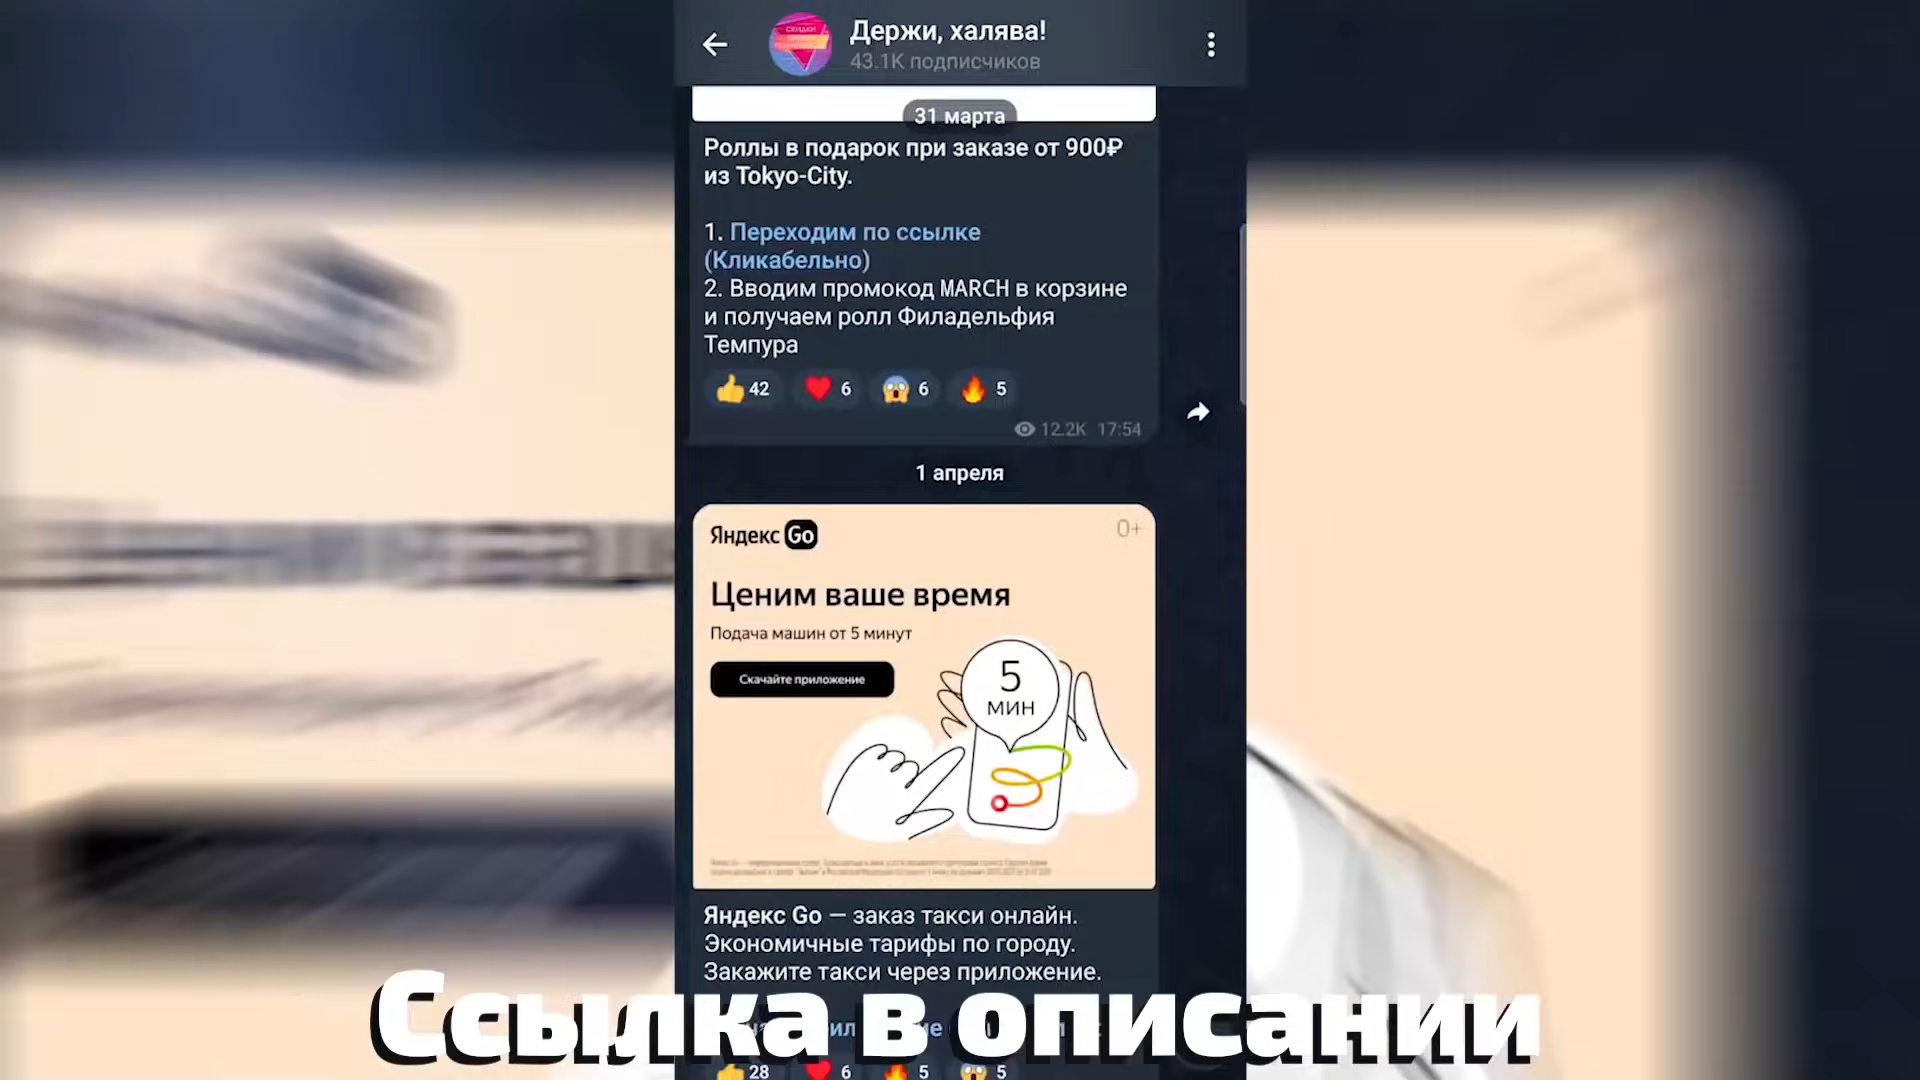 Держи, халява!
43.1K подписчиков
31 марта
Роллы в подарок при заказе от 900₽
из Tokyo-City.
1. Переходим по ссылке
(Кликабельно)
2. Вводим промокод MARCH в корзине
и получаем ролл Филадельфия
Темпура
42 6 6 5
12.2K 17:54
1 апреля
Яндекс Go
0+
Ценим ваше время
Подача машин от 5 минут
Скачайте приложение
5
мин
Яндекс Go — заказ такси онлайн.
Экономичные тарифы по городу.
Закажите такси через приложение.
Ссылка в описании
28 6 5 5